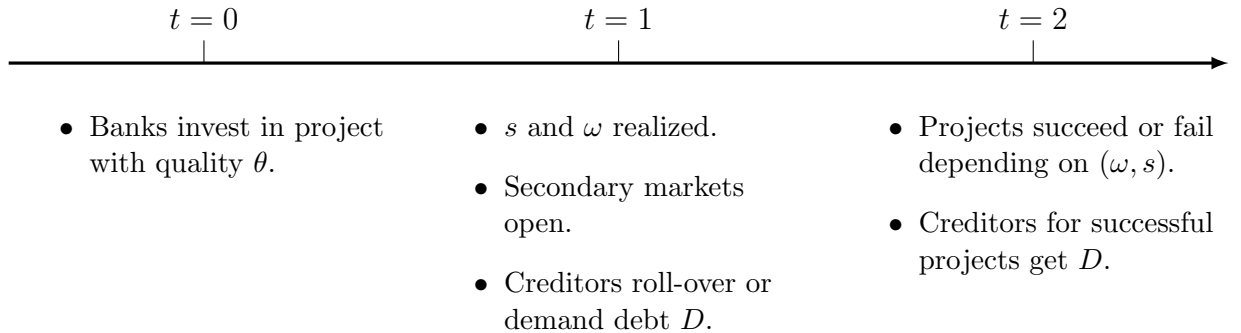 t = 0
t = 1
t = 2
• Banks invest in project
with quality θ.
• s and ω realized.
• Secondary markets
open.
• Creditors roll-over or
demand debt D.
• Projects succeed or fail
depending on (ω, s).
• Creditors for successful
projects get D.